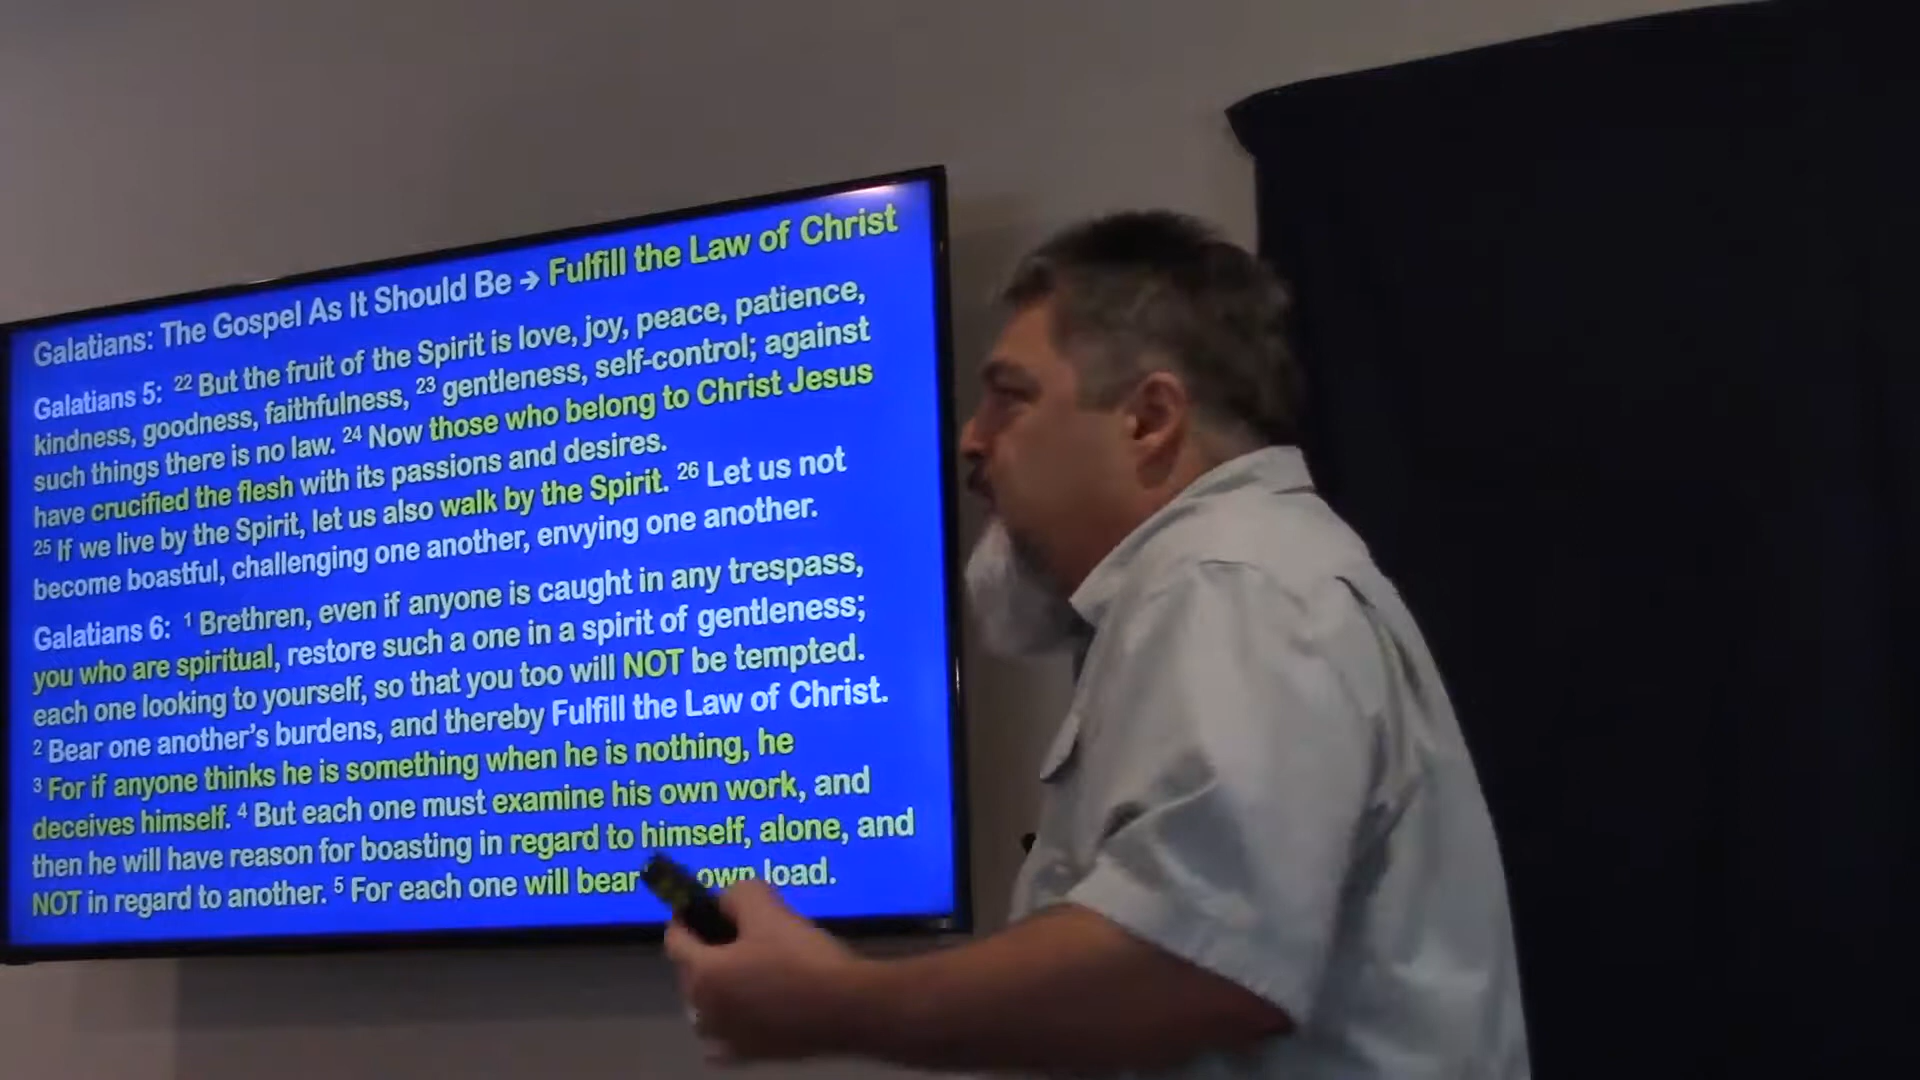 Galatians: The Gospel As It Should Be → Fulfill the Law of Christ
Galatians 5: 22 But the fruit of the Spirit is love, joy, peace, patience,
kindness, goodness, faithfulness, 23 gentleness, self-control; against
such things there is no law. 24 Now those who belong to Christ Jesus
have crucified the flesh with its passions and desires.
25 If we live by the Spirit, let us also walk by the Spirit. 26 Let us not
become boastful, challenging one another, envying one another.
Galatians 6: 1 Brethren, even if anyone is caught in any trespass,
you who are spiritual, restore such a one in a spirit of gentleness;
each one looking to yourself, so that you too will NOT be tempted.
2 Bear one another's burdens, and thereby Fulfill the Law of Christ.
3 For if anyone thinks he is something when he is nothing, he
deceives himself. 4 But each one must examine his own work, and
then he will have reason for boasting in regard to himself, alone, and
NOT in regard to another. 5 For each one will bear own load.